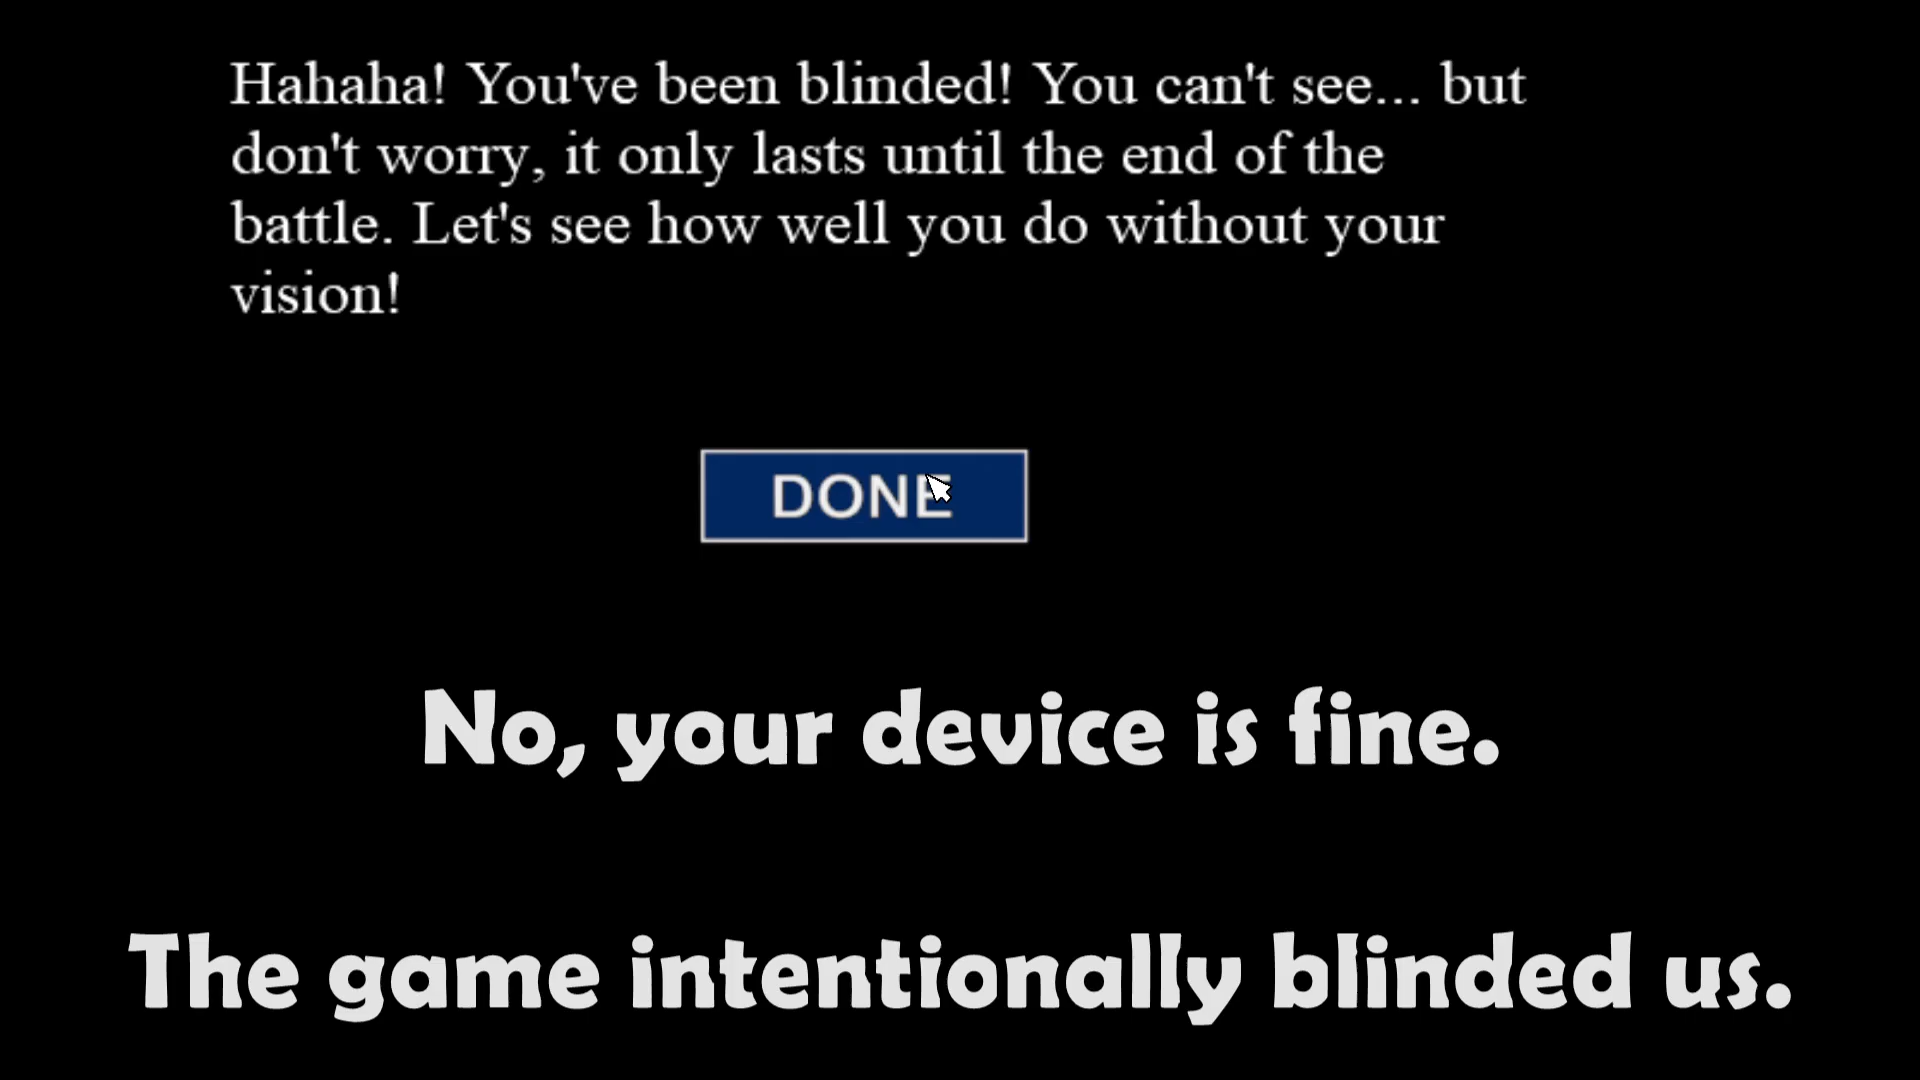 Hahaha! You've been blinded! You can't see... but
don't worry, it only lasts until the end of the
battle. Let's see how well you do without your
vision!
DONE
No, your device is fine.
The game intentionally blinded us.